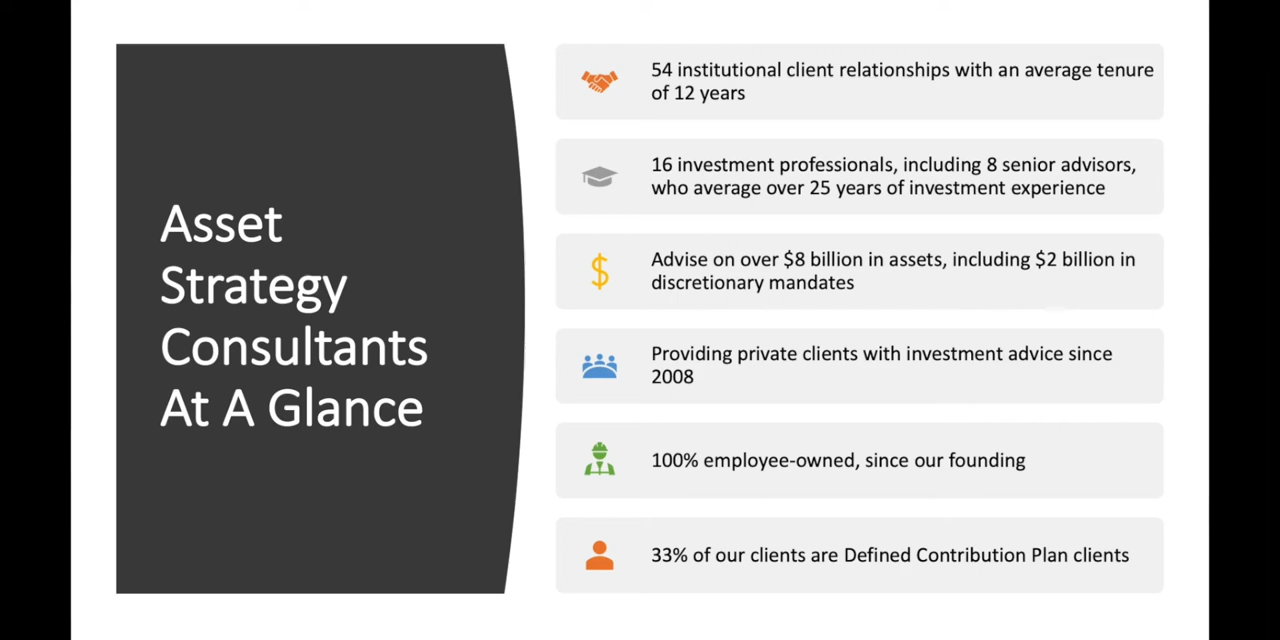 Asset
Strategy
Consultants
At A Glance
54 institutional client relationships with an average tenure
of 12 years
16 investment professionals, including 8 senior advisors,
who average over 25 years of investment experience
Advise on over $8 billion in assets, including $2 billion in
discretionary mandates
Providing private clients with investment advice since
2008
100% employee-owned, since our founding
33% of our clients are Defined Contribution Plan clients